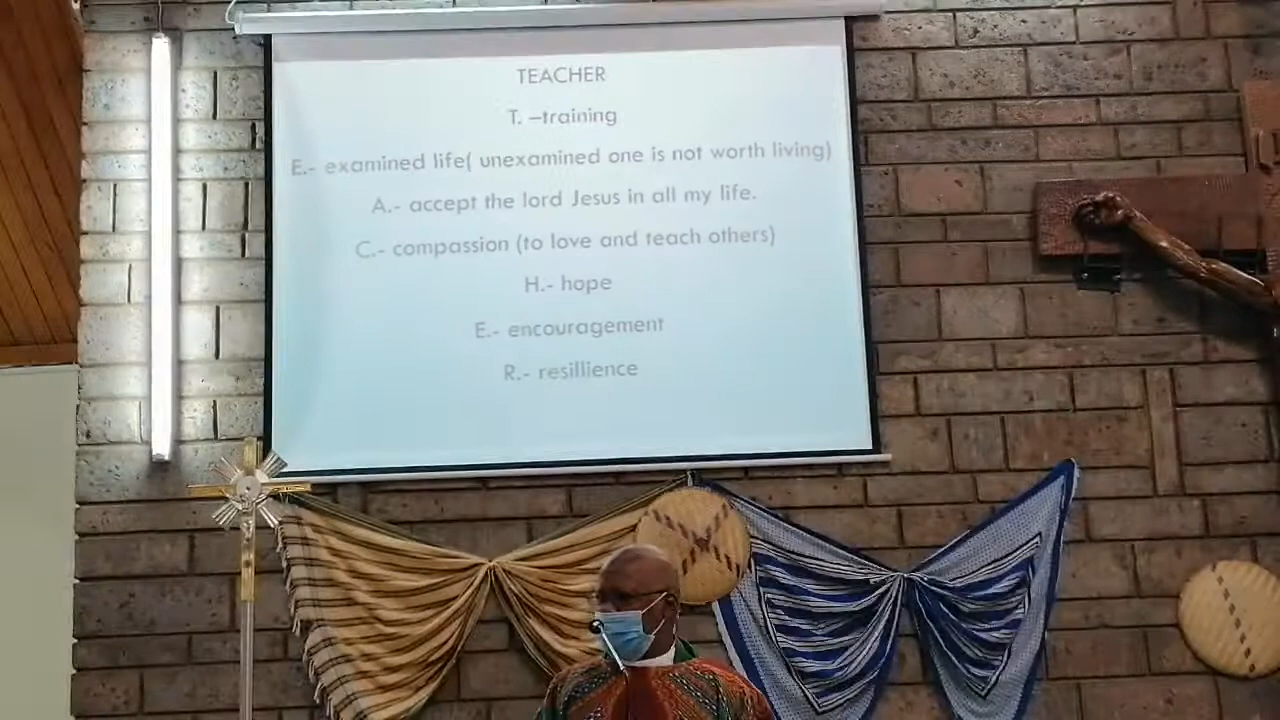 TEACHER
T. –training
E.- examined life( unexamined one is not worth living)
A.- accept the lord Jesus in all my life.
C.- compassion (to love and teach others)
H.- hope
E.- encouragement
R.- resillience